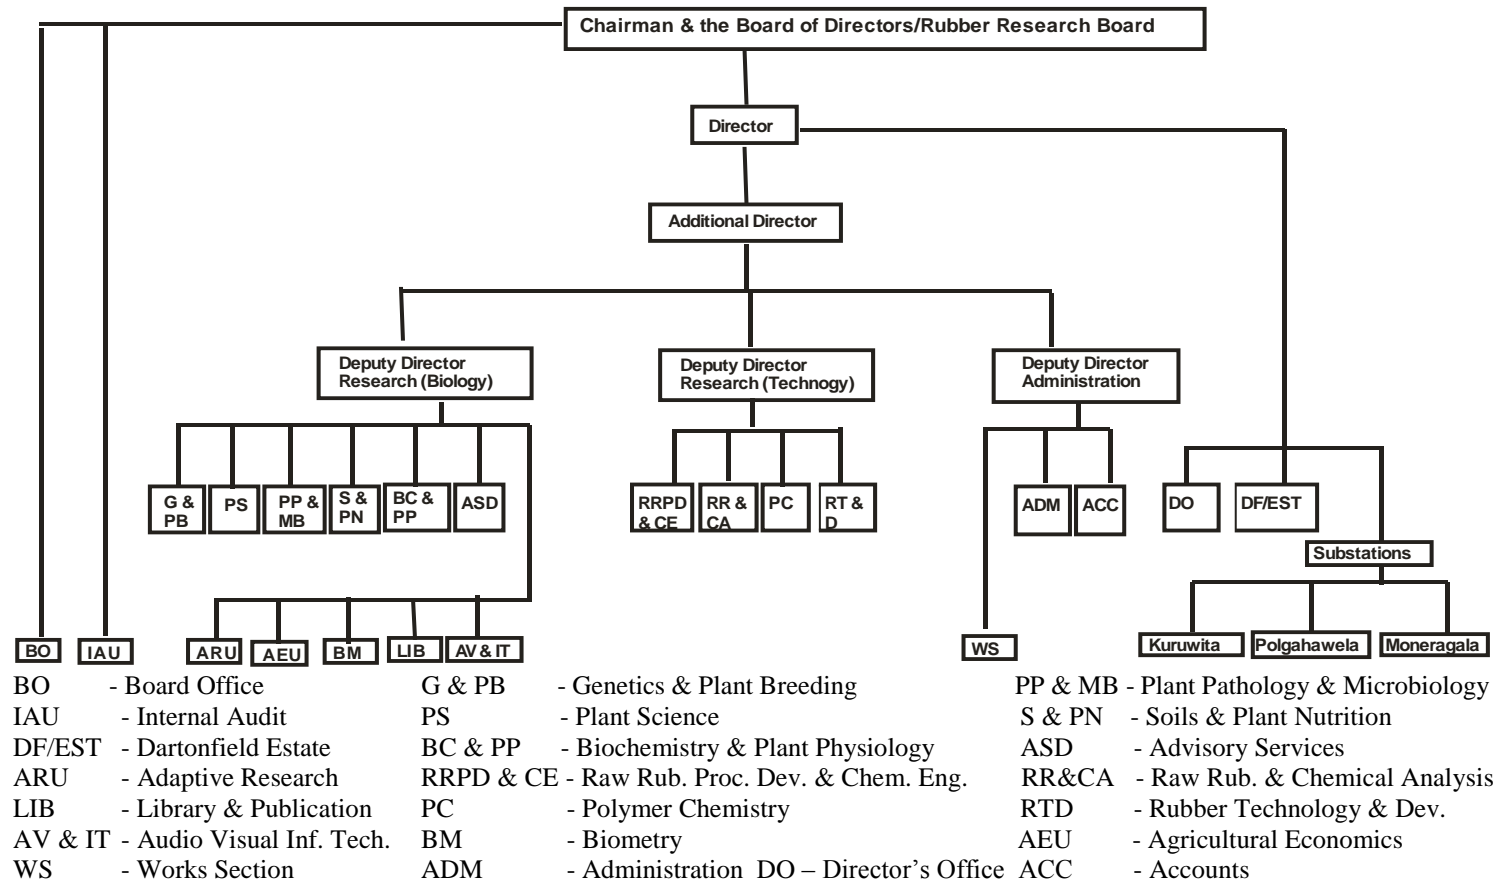 Chairman & the Board of Directors/Rubber Research Board
Director
Additional Director
Deputy Director
Research (Biology)
Deputy Director
Research (Technogy)
Deputy Director
Administration
G &
PB
PS
PP &
MB
S &
PN
BC &
PP
ASD
RRPD
& CE
RR &
CA
PC
RT &
D
ADM
ACC
DO
DF/EST
Substations
BO
IAU
ARU
AEU
BM
LIB
AV & IT
WS
Kuruwita
Polgahawela
Moneragala
BO - Board Office G & PB - Genetics & Plant Breeding PP & MB - Plant Pathology & Microbiology
IAU - Internal Audit PS - Plant Science S & PN - Soils & Plant Nutrition
DF/EST - Dartonfield Estate BC & PP - Biochemistry & Plant Physiology ASD - Advisory Services
ARU - Adaptive Research RRPD & CE - Raw Rub. Proc. Dev. & Chem. Eng. RR&CA - Raw Rub. & Chemical Analysis
LIB - Library & Publication PC - Polymer Chemistry RTD - Rubber Technology & Dev.
AV & IT - Audio Visual Inf. Tech. BM - Biometry AEU - Agricultural Economics
WS - Works Section ADM - Administration DO – Director’s Office ACC - Accounts